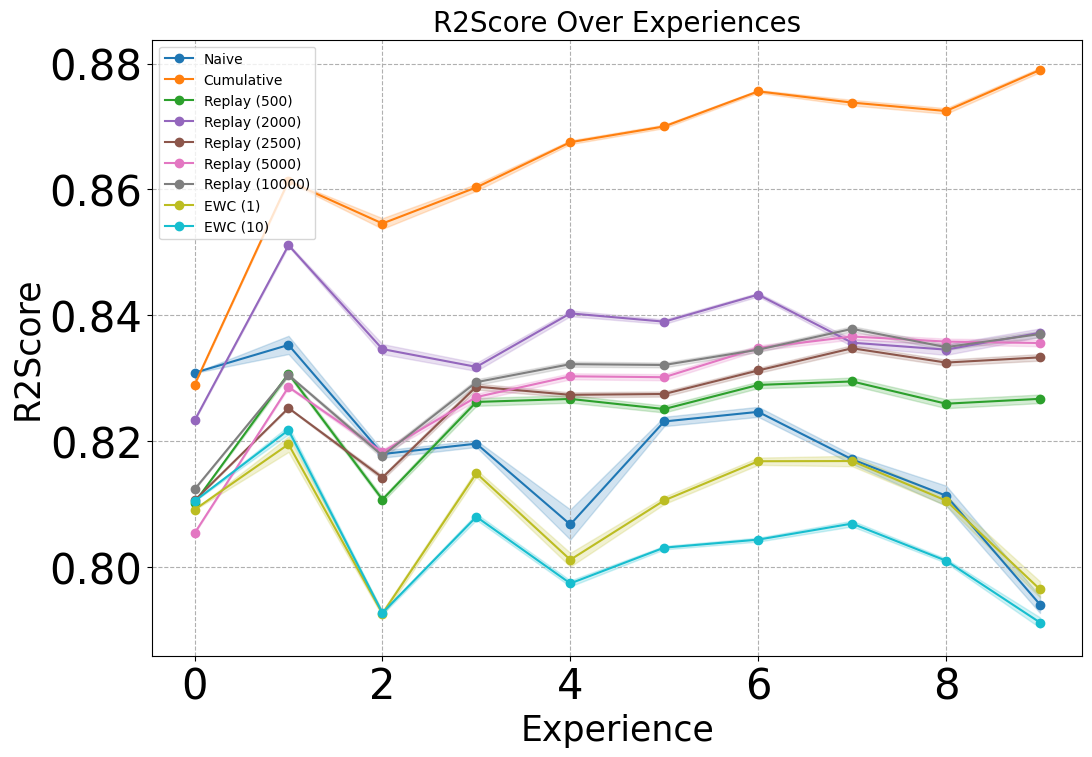 R2Score Over Experiences
0.88
0.86
0.84
0.82
0.80
R2Score
Naive
Cumulative
Replay (500)
Replay (2000)
Replay (2500)
Replay (5000)
Replay (10000)
EWC (1)
EWC (10)
0 2 4 6 8
Experience